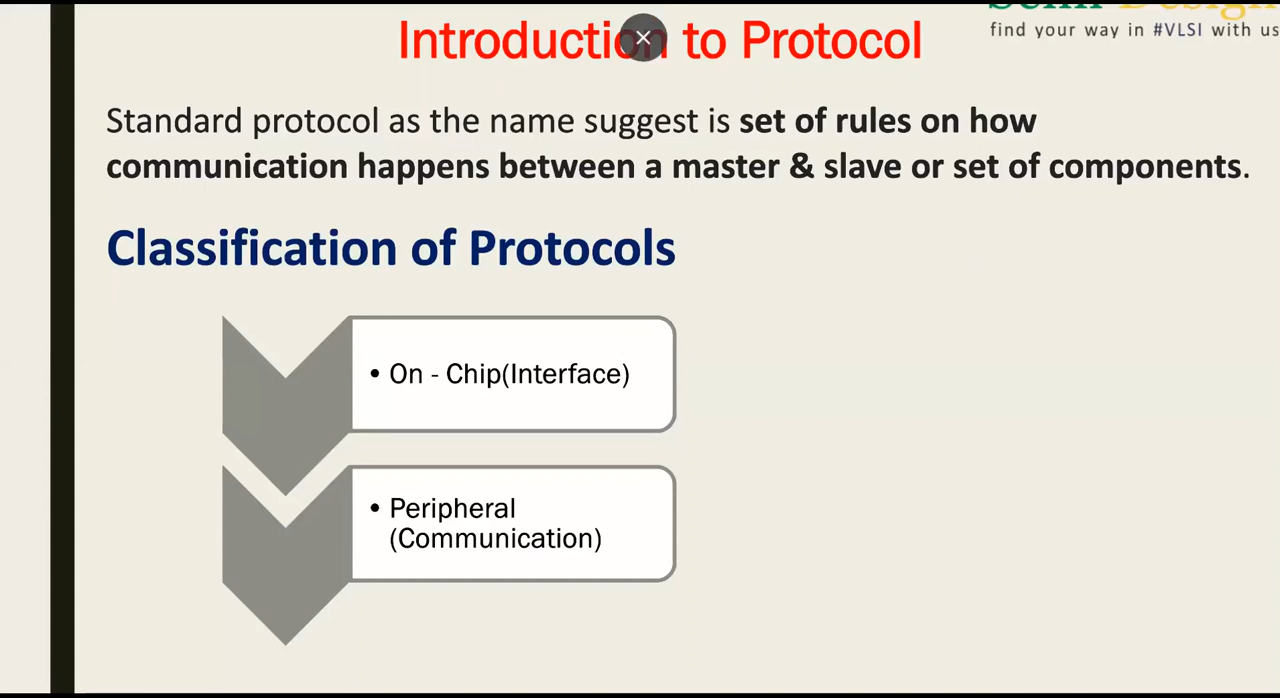 Introduction to Protocol
find your way in #VLSI with us
Standard protocol as the name suggest is set of rules on how
communication happens between a master & slave or set of components.
Classification of Protocols
• On - Chip(Interface)
• Peripheral
(Communication)